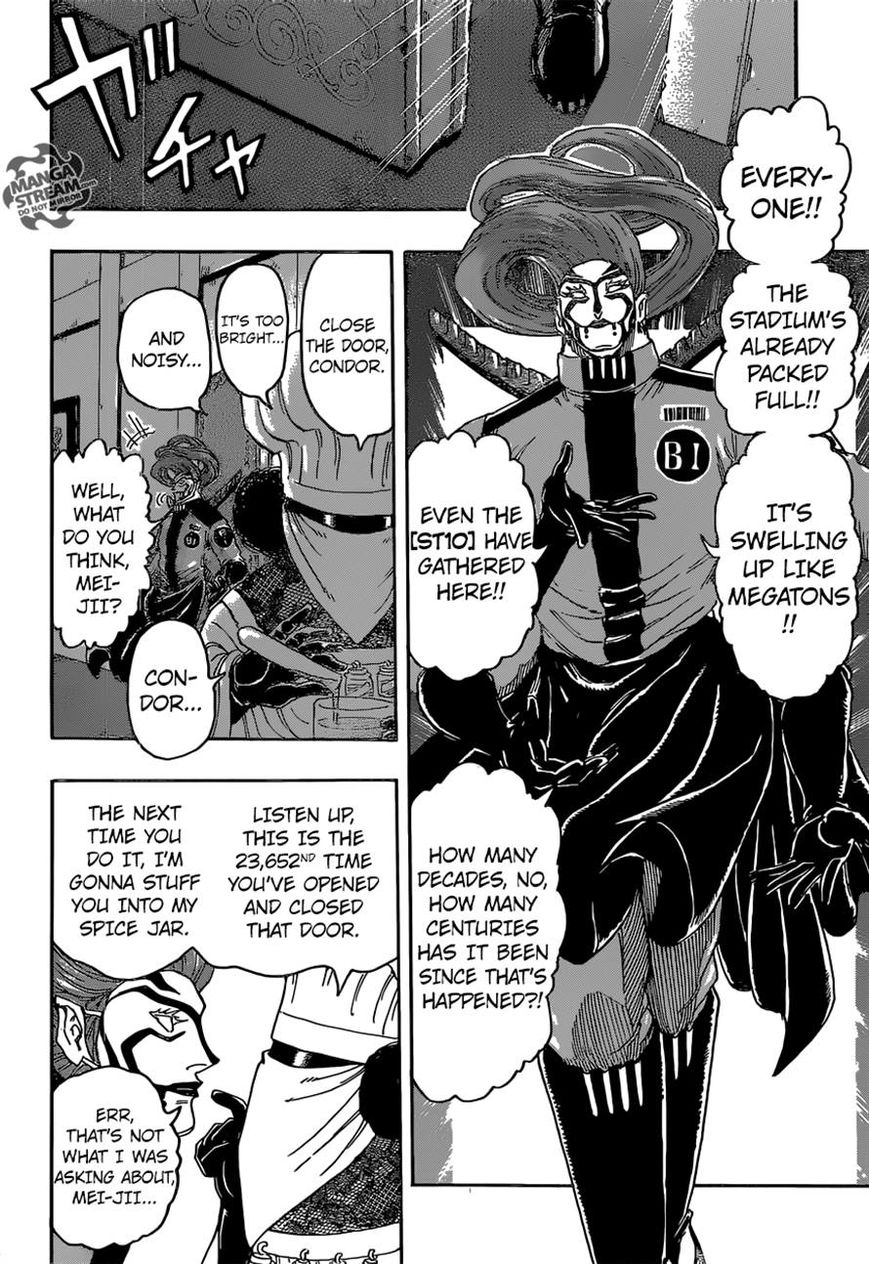 ガ
チャ
MANGA
STREAM.com
DO NOT MIRROR
EVERY-
ONE!!
THE
STADIUM'S
ALREADY
PACKED
FULL!!
IT'S
SWELLING
UP LIKE
MEGATONS
!!
BI
EVEN THE
[ST10] HAVE
GATHERED
HERE!!
HOW MANY
DECADES, NO,
HOW MANY
CENTURIES
HAS IT BEEN
SINCE THAT'S
HAPPENED?!
CLOSE
THE DOOR,
CONDOR.
IT'S TOO
BRIGHT...
AND
NOISY...
WELL,
WHAT
DO YOU
THINK,
MEI-
JII?
CON-
DOR...
LISTEN UP,
THIS IS THE
23,652ND TIME
YOU'VE OPENED
AND CLOSED
THAT DOOR.
THE NEXT
TIME YOU
DO IT, I'M
GONNA STUFF
YOU INTO MY
SPICE JAR.
ERR,
THAT'S NOT
WHAT I WAS
ASKING ABOUT,
MEI-JII...